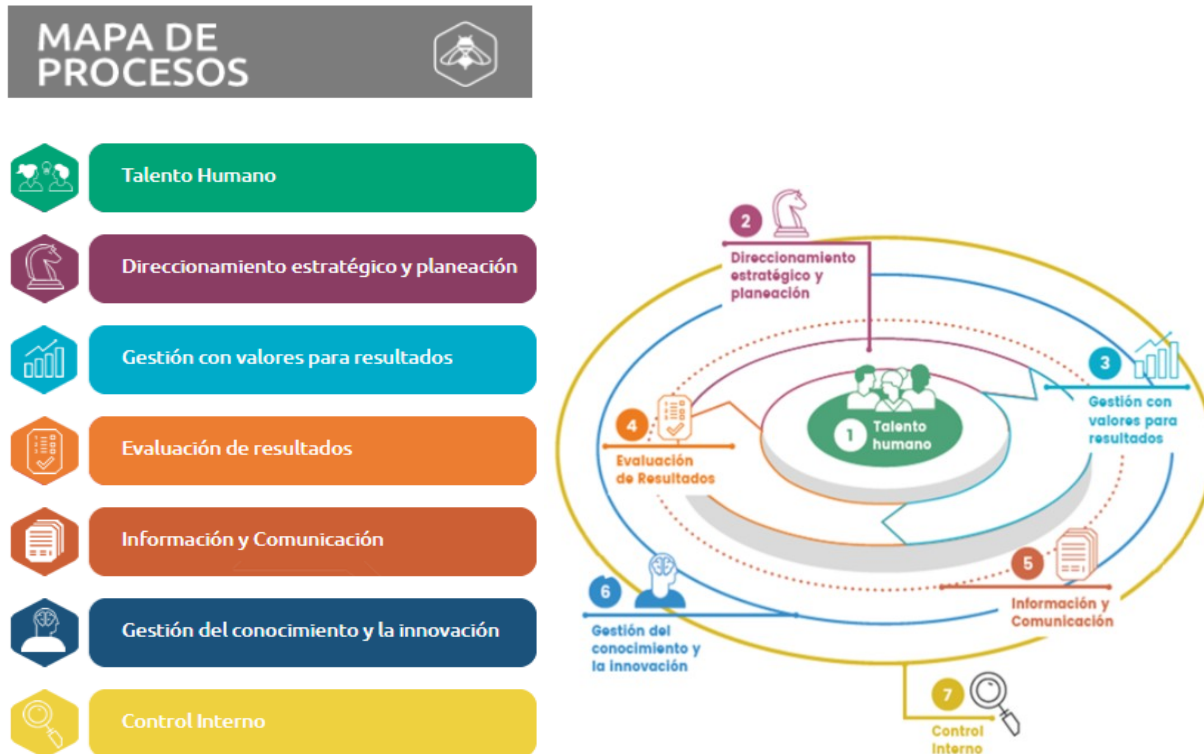 MAPA DE
PROCESOS
Talento Humano
Direccionamiento estratégico y planeación
Gestión con valores para resultados
Evaluación de resultados
Información y Comunicación
Gestión del conocimiento y la innovación
Control Interno
2
Direccionamiento
estratégico y
planeación
3
Gestión con
valores para
resultados
1
Talento
humano
4
Evaluación
de Resultados
5
Información y
Comunicación
6
Gestión del
conocimiento y
la innovación
7
Control
Interno